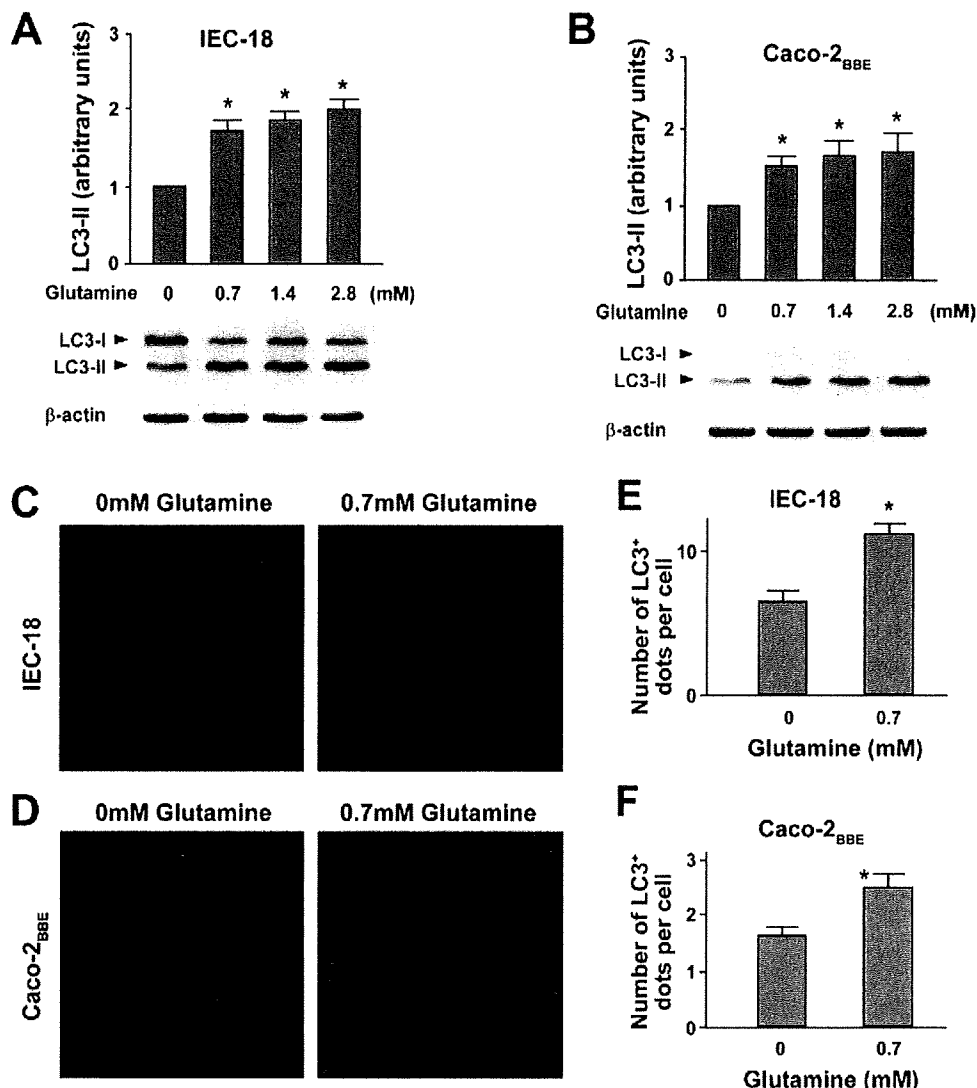 A
IEC-18
LC3-II (arbitrary units)
3
2
1
0
* * *
Glutamine 0 0.7 1.4 2.8 (mM)
LC3-I ►
LC3-II ►
β-actin
B
Caco-2BBE
LC3-II (arbitrary units)
3
2
1
0
* * *
Glutamine 0 0.7 1.4 2.8 (mM)
LC3-I ►
LC3-II ►
β-actin
C
0mM Glutamine 0.7mM Glutamine
IEC-18
D
0mM Glutamine 0.7mM Glutamine
Caco-2BBE
E
IEC-18
Number of LC3+
dots per cell
10
0
*
0 0.7
Glutamine (mM)
F
Caco-2BBE
Number of LC3+
dots per cell
3
2
1
0
*
0 0.7
Glutamine (mM)